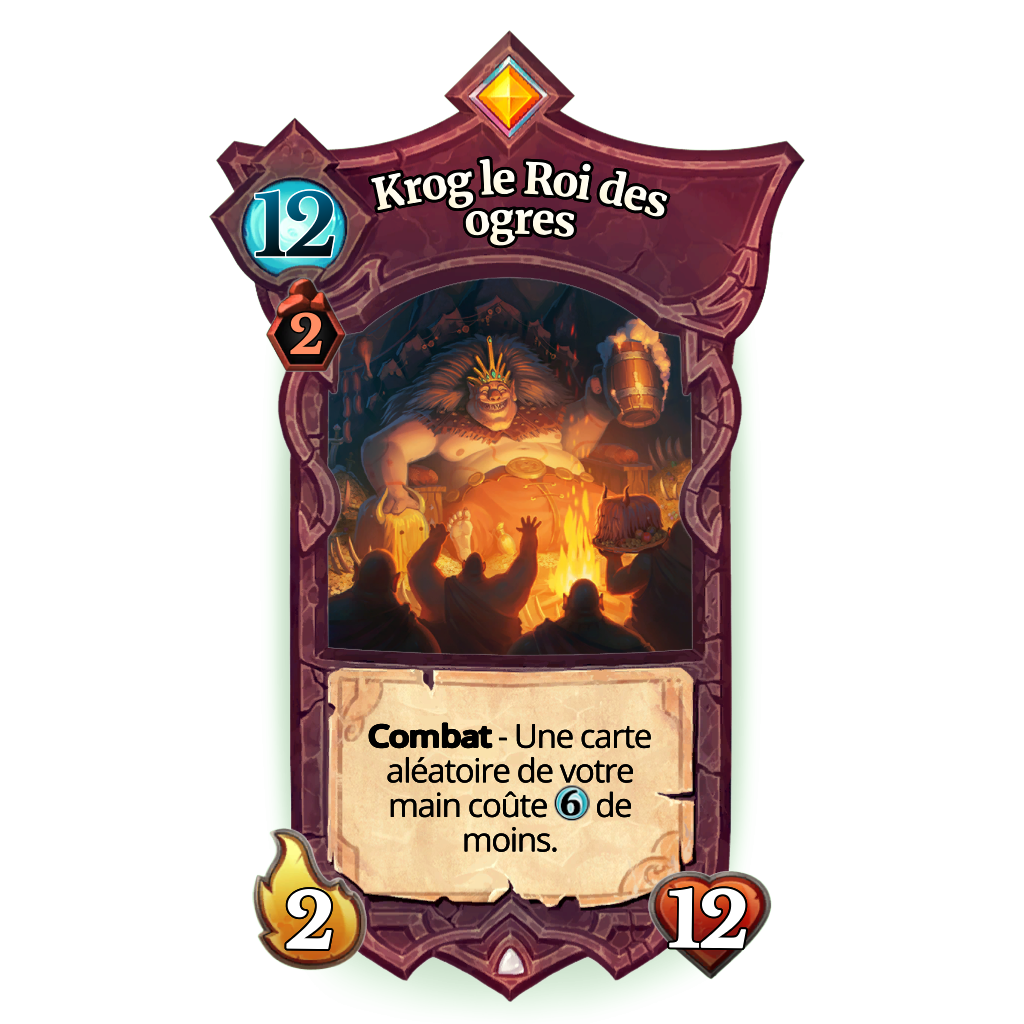 Krog le Roi des
ogres
12
2
Combat - Une carte
aléatoire de votre
main coûte 6 de
moins.
2
12